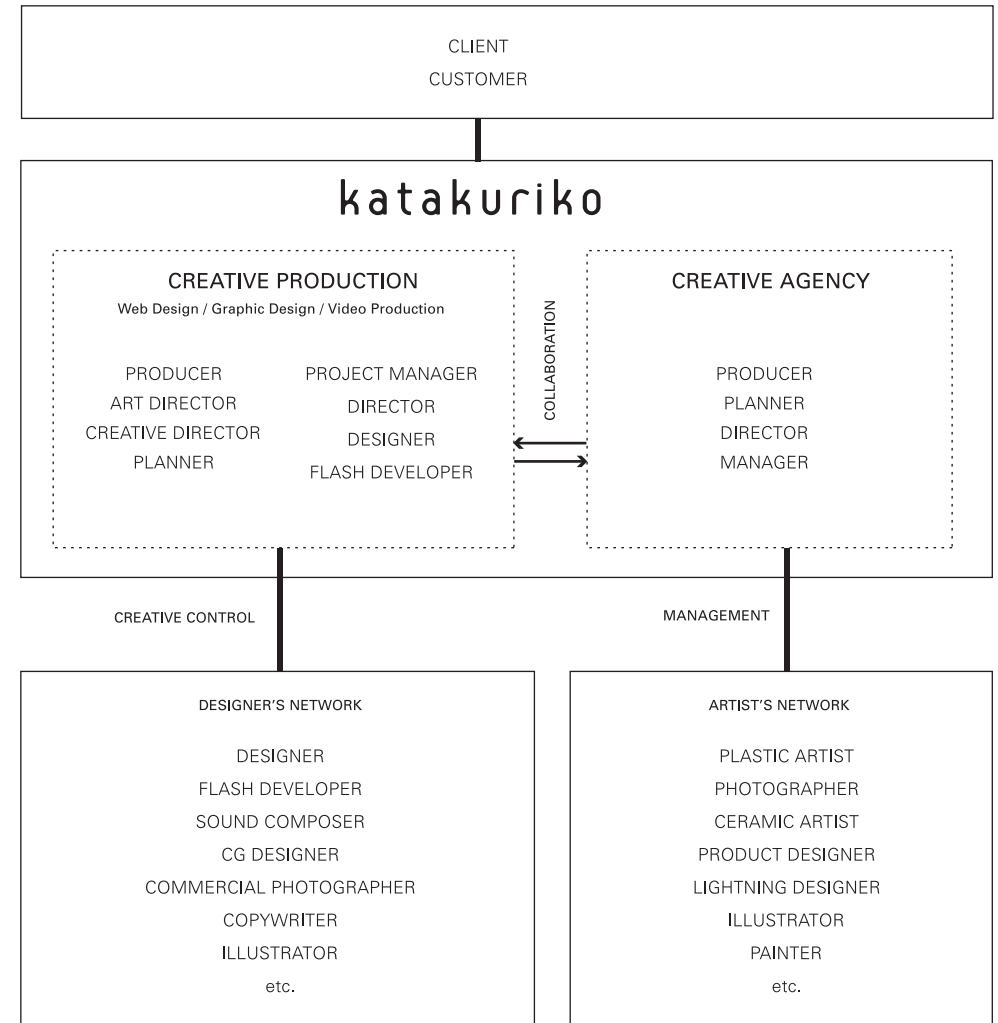 CLIENT
CUSTOMER
katakuriko
CREATIVE PRODUCTION
Web Design / Graphic Design / Video Production
PRODUCER
ART DIRECTOR
CREATIVE DIRECTOR
PLANNER
PROJECT MANAGER
DIRECTOR
DESIGNER
FLASH DEVELOPER
COLLABORATION
CREATIVE AGENCY
PRODUCER
PLANNER
DIRECTOR
MANAGER
CREATIVE CONTROL
MANAGEMENT
DESIGNER'S NETWORK
DESIGNER
FLASH DEVELOPER
SOUND COMPOSER
CG DESIGNER
COMMERCIAL PHOTOGRAPHER
COPYWRITER
ILLUSTRATOR
etc.
ARTIST'S NETWORK
PLASTIC ARTIST
PHOTOGRAPHER
CERAMIC ARTIST
PRODUCT DESIGNER
LIGHTNING DESIGNER
ILLUSTRATOR
PAINTER
etc.